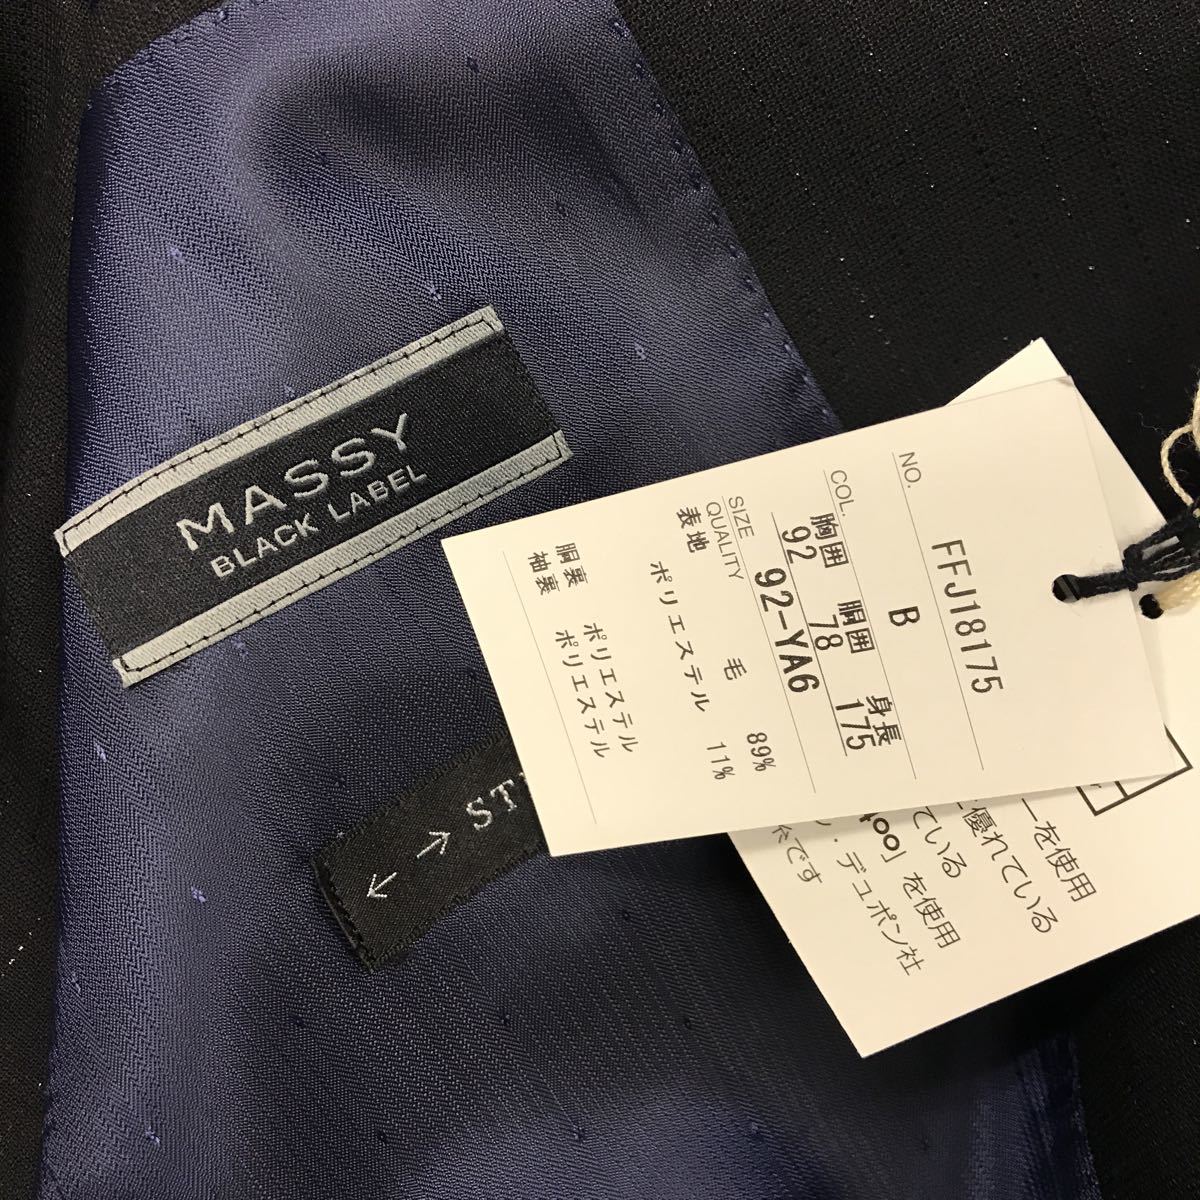 MASSY
BLACK LABEL
← → ST
NO.
FFJ18175
COL.
B
胸囲 胴囲 身長
92 78 175
SIZE
92-YA6
QUALITY
表地
毛 89%
ポリエステル 11%
胴裏 ポリエステル
袖裏 ポリエステル
ーを使用
優れている
ている
400」を使用
・デュポン社
です